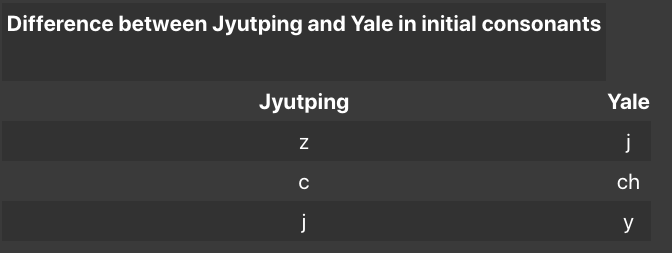 Difference between Jyutping and Yale in initial consonants
Jyutping Yale
z j
c ch
j y